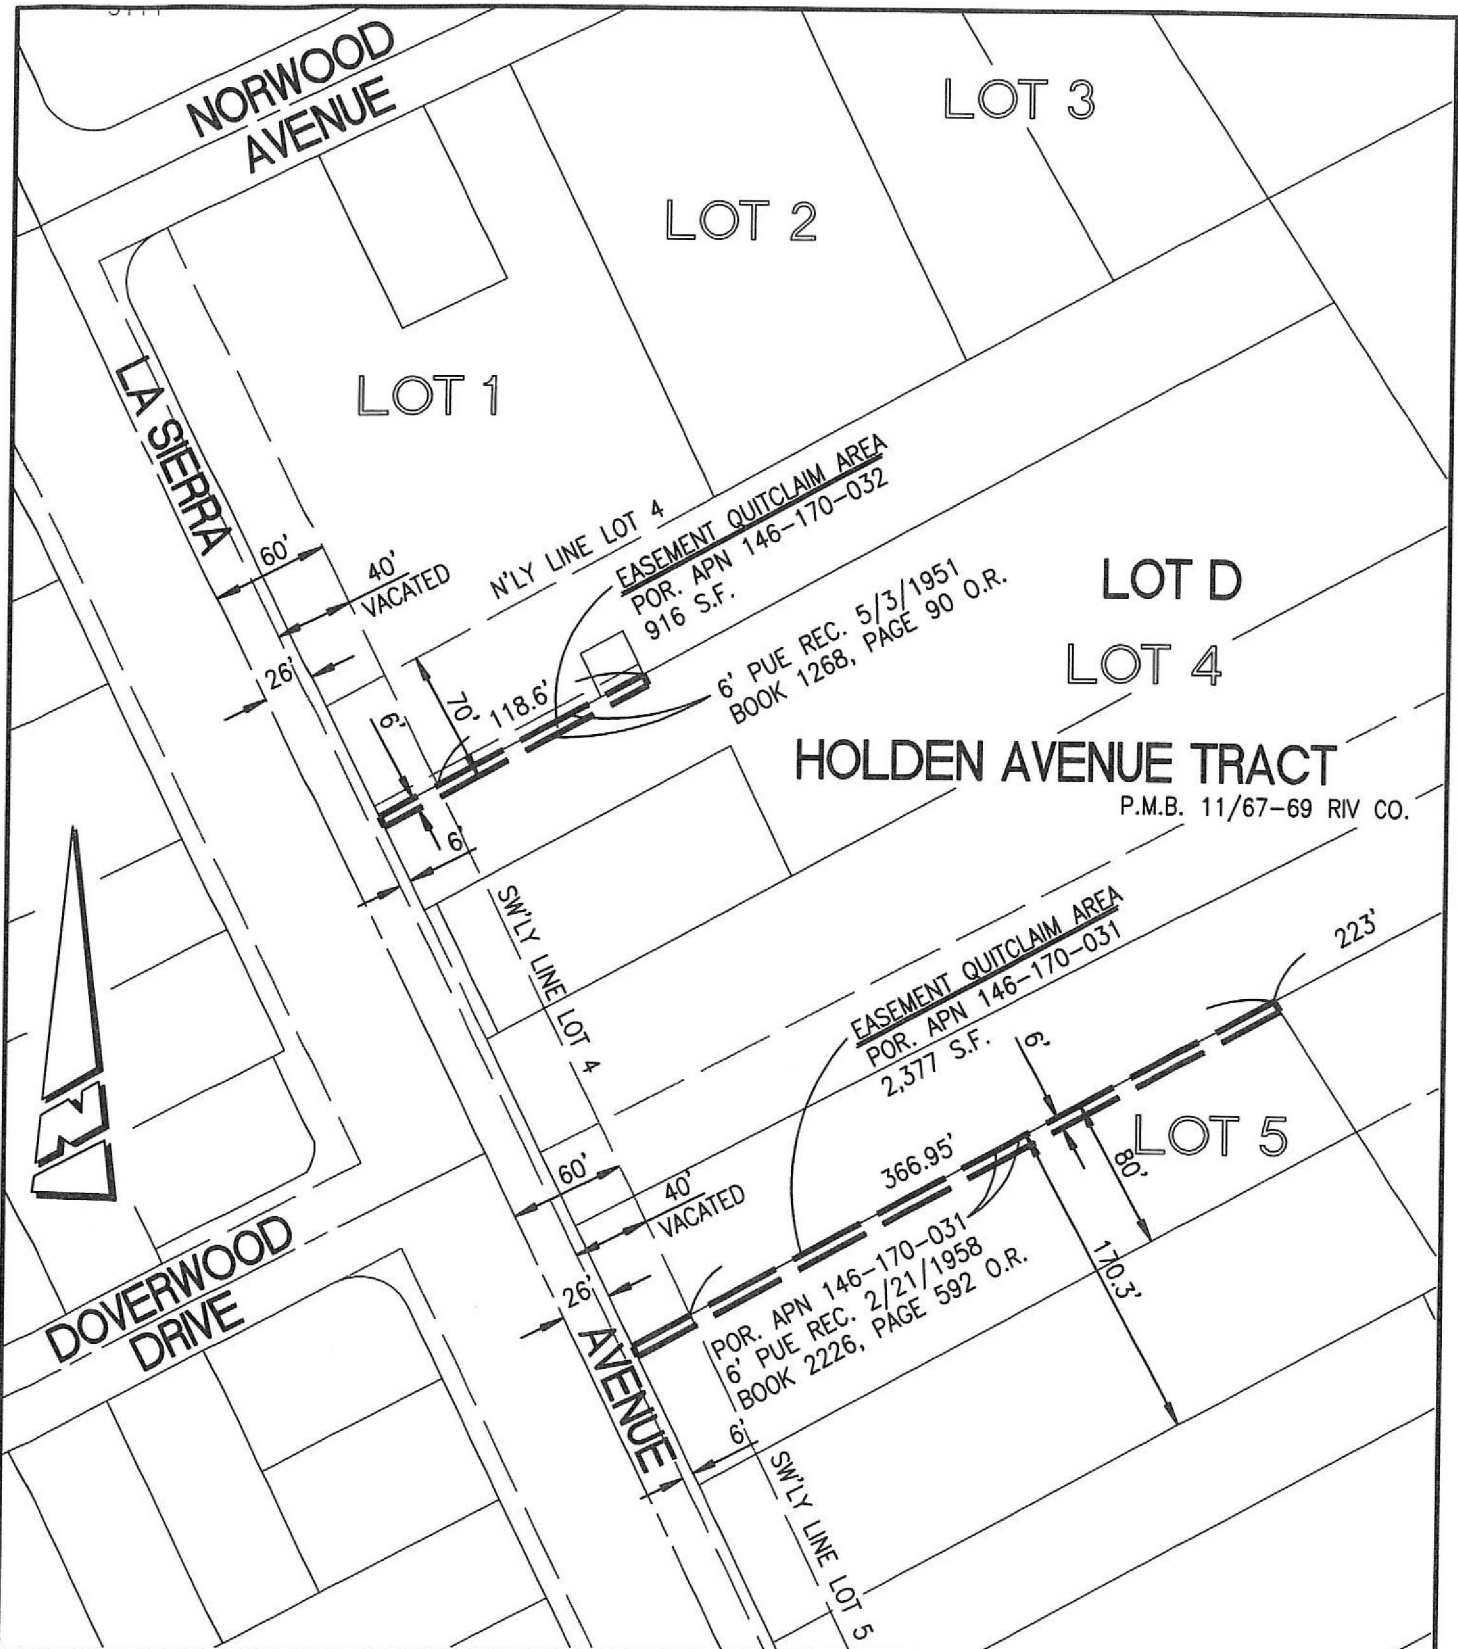 NORWOOD
AVENUE
LOT 3
LOT 2
LOT 1
LA SIERRA
60'
40'
VACATED
26'
N'LY LINE LOT 4
EASEMENT QUITCLAIM AREA
POR. APN 146-170-032
916 S.F.
6' PUE REC. 5/3/1951
BOOK 1268, PAGE 90 O.R.
LOT D
LOT 4
HOLDEN AVENUE TRACT
P.M.B. 11/67-69 RIV CO.
6'
70'
118.6'
6'
SW'LY LINE LOT 4
EASEMENT QUITCLAIM AREA
POR. APN 146-170-031
2,377 S.F.
223'
6'
LOT 5
80'
366.95'
170.3'
60'
40'
VACATED
26'
POR. APN 146-170-031
6' PUE REC. 2/21/1958
BOOK 2226, PAGE 592 O.R.
N
DOVERWOOD
DRIVE
AVENUE
6'
SW'LY LINE LOT 5